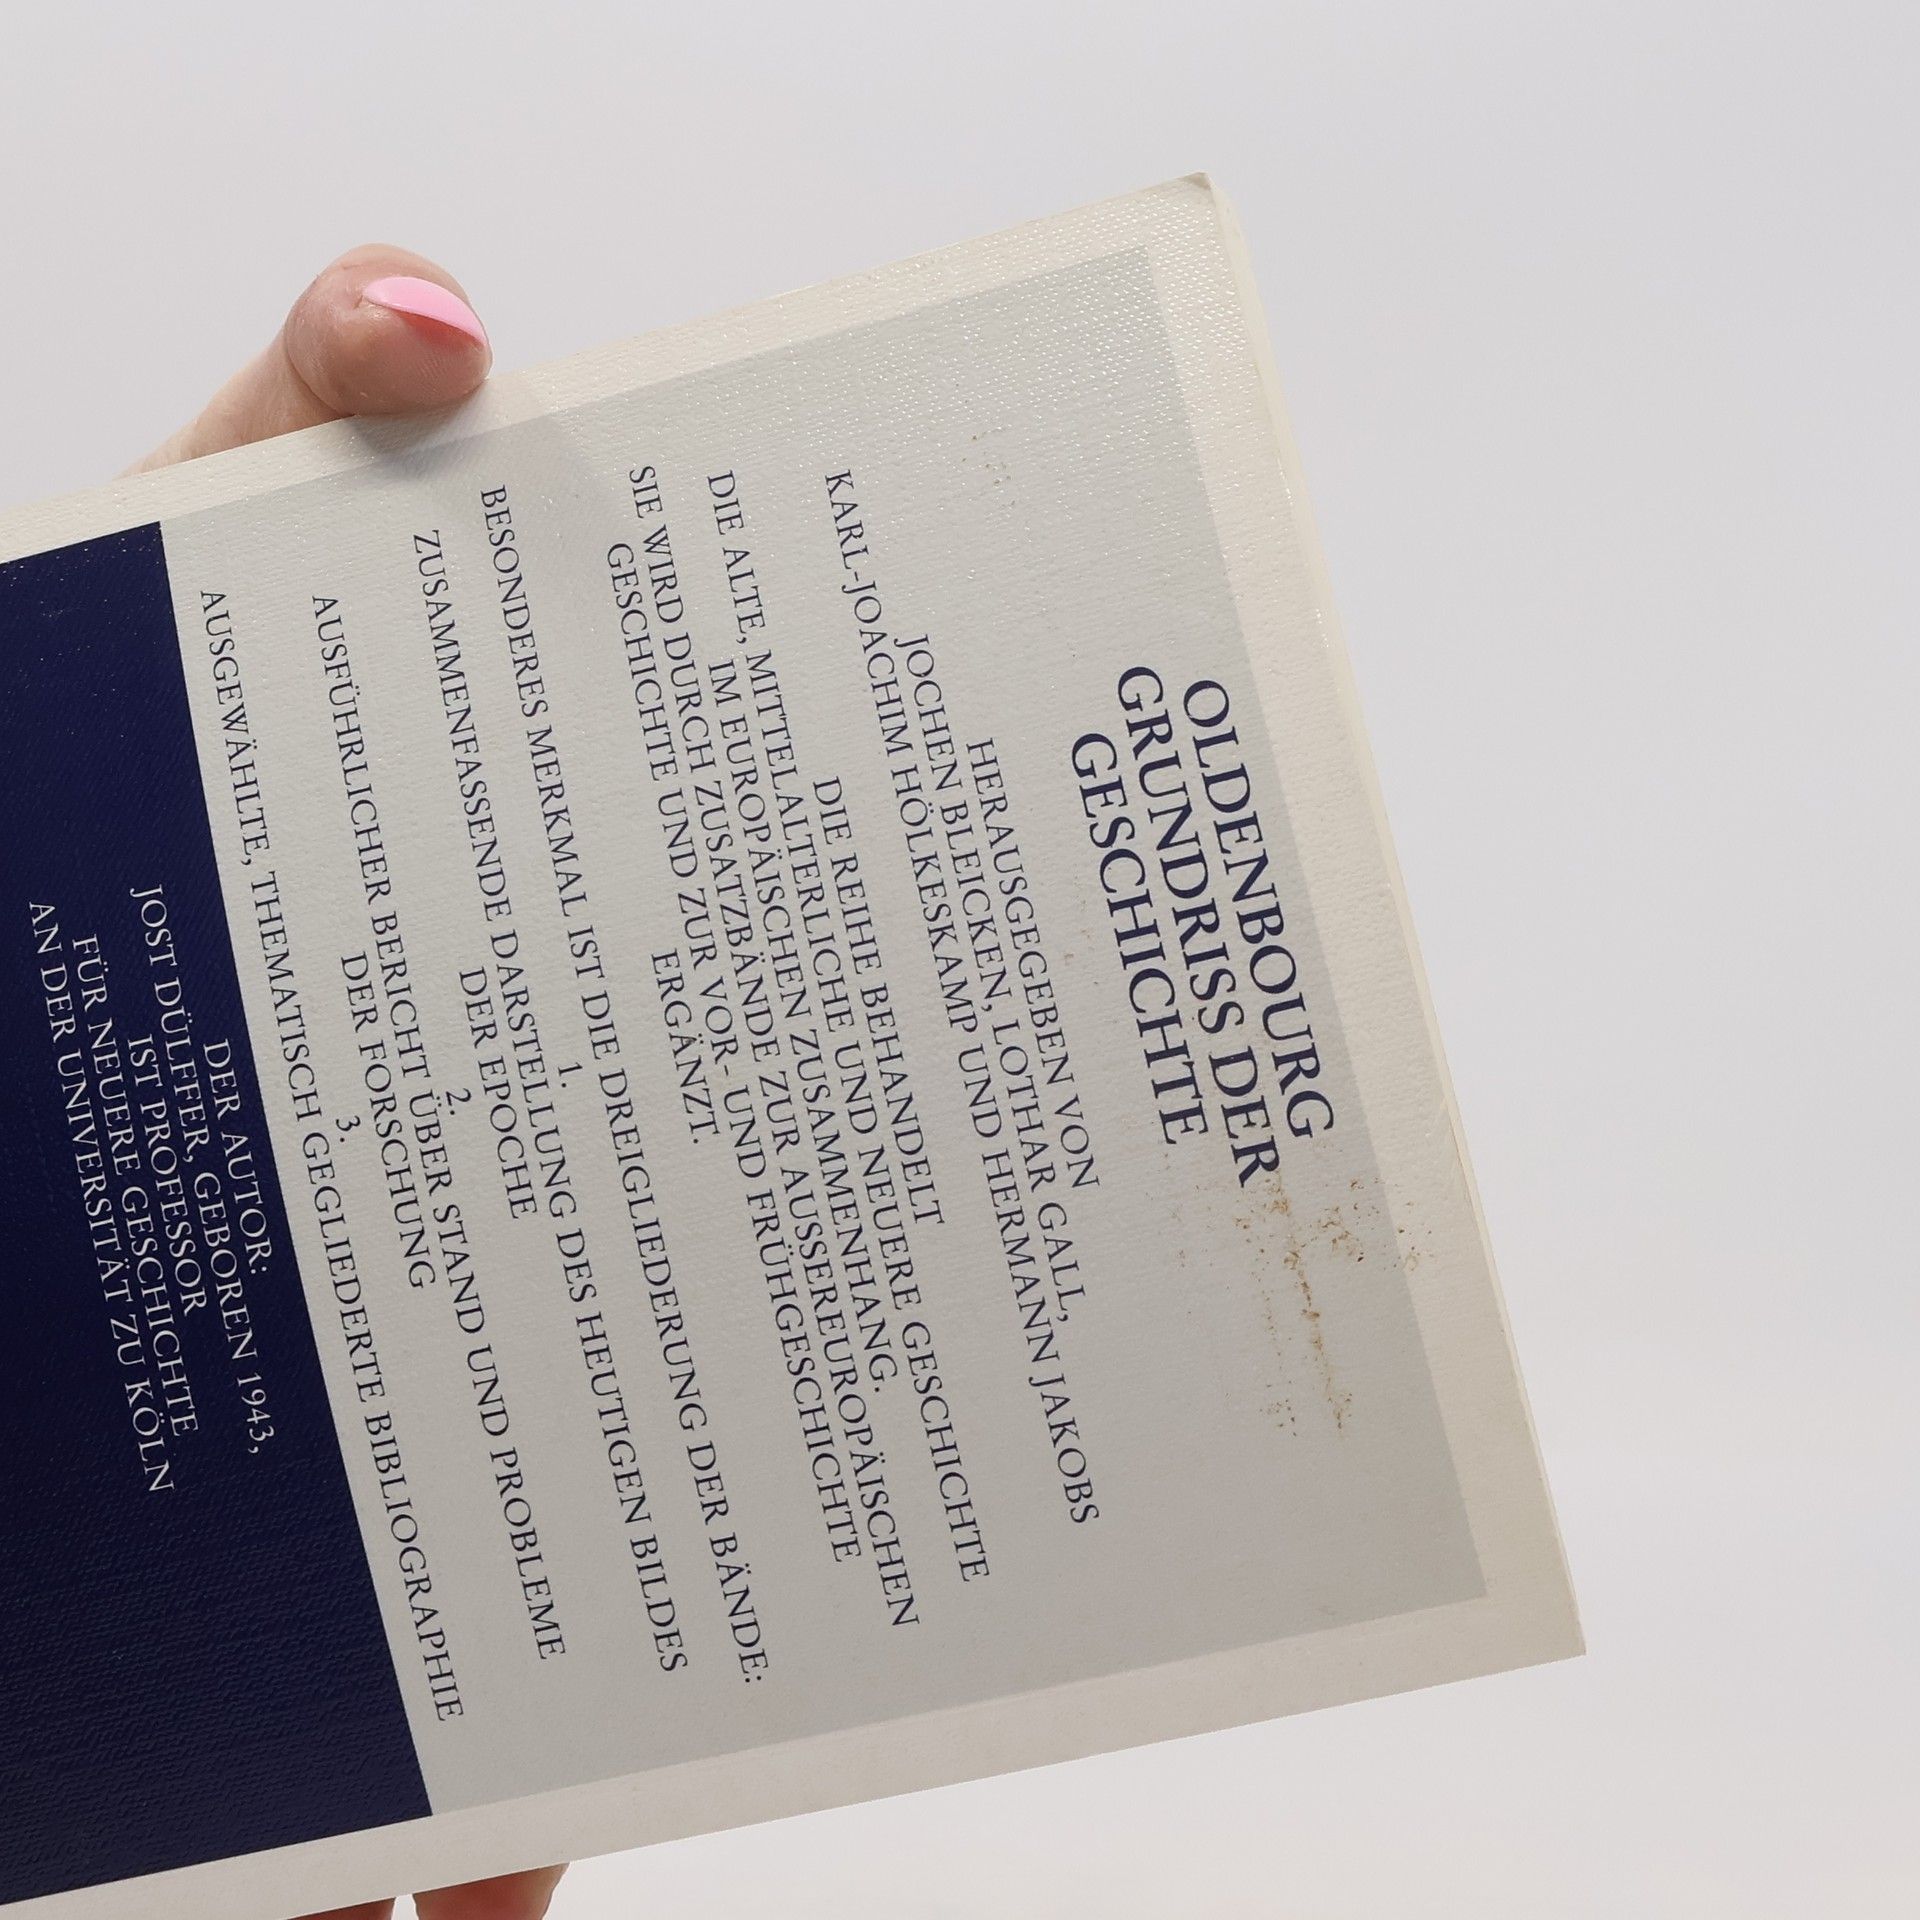 OLDENBOURG
GRUNDRISS DER
GESCHICHTE
HERAUSGEGEBEN VON
JOCHEN BLEICKEN, LOTHAR GALL,
KARL-JOACHIM HÖLKESKAMP UND HERMANN JAKOBS
DIE REIHE BEHANDELT
DIE ALTE, MITTELALTERLICHE UND NEUERE GESCHICHTE
IM EUROPÄISCHEN ZUSAMMENHANG.
SIE WIRD DURCH ZUSATZBÄNDE ZUR AUSSEREUROPÄISCHEN
GESCHICHTE UND ZUR VOR- UND FRÜHGESCHICHTE
ERGÄNZT.
BESONDERES MERKMAL IST DIE DREIGLIEDERUNG DER BÄNDE:
1.
ZUSAMMENFASSENDE DARSTELLUNG DES HEUTIGEN BILDES
DER EPOCHE
2.
AUSFÜHRLICHER BERICHT ÜBER STAND UND PROBLEME
DER FORSCHUNG
3.
AUSGEWÄHLTE, THEMATISCH GEGLIEDERTE BIBLIOGRAPHIE
DER AUTOR:
JOST DÜLFFER, GEBOREN 1943,
IST PROFESSOR
FÜR NEUERE GESCHICHTE
AN DER UNIVERSITÄT ZU KÖLN